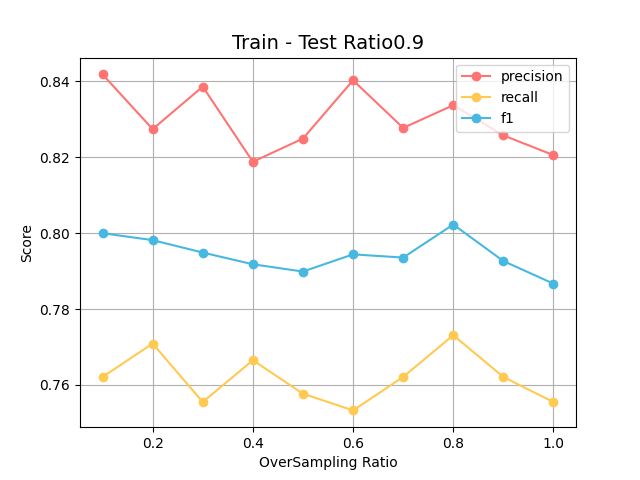 Train - Test Ratio0.9
precision
recall
f1
Score
0.84
0.82
0.80
0.78
0.76
0.2 0.4 0.6 0.8 1.0
OverSampling Ratio